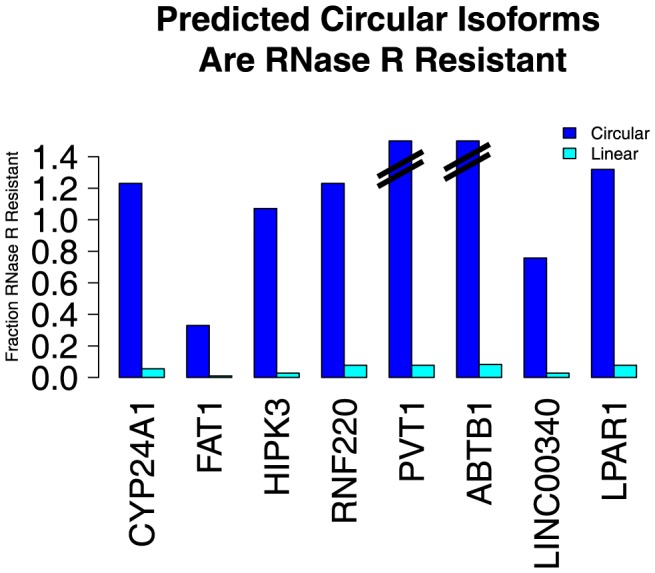 Predicted Circular Isoforms
Are RNase R Resistant
Circular
Linear
Fraction RNase R Resistant
1.4
1.2
1.0
0.8
0.6
0.4
0.2
0.0
CYP24A1
FAT1
HIPK3
RNF220
PVT1
ABTB1
LINC00340
LPAR1